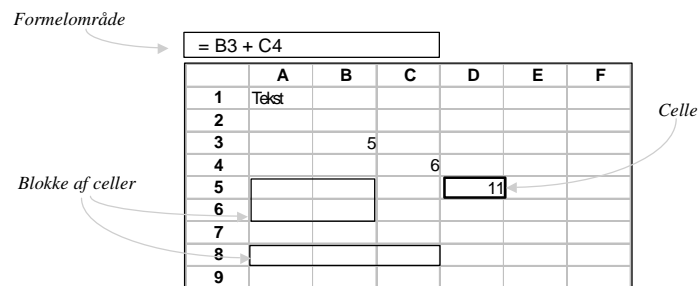 Formelområde
= B3 + C4
A B C D E F
1 Tekst
Celle
2
3 5
4 6
Blokke af celler
5 11
6
7
8
9